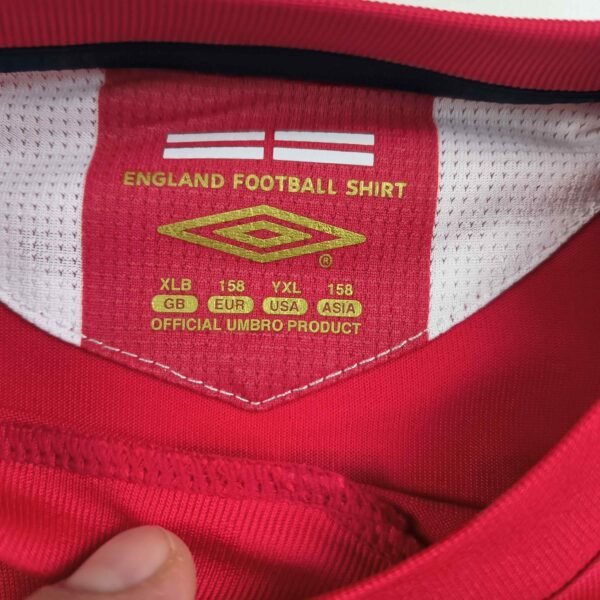 ENGLAND FOOTBALL SHIRT
®
XLB 158 YXL 158
GB EUR USA ASIA
OFFICIAL UMBRO PRODUCT